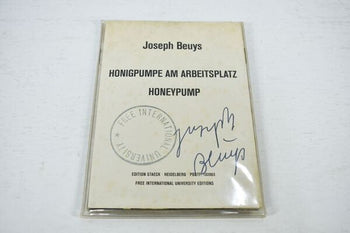 Joseph Beuys
HONIGPUMPE AM ARBEITSPLATZ
HONEYPUMP
FREE INTERNATIONAL UNIVERSITY
Joseph
Beuys
EDITION STAECK · HEIDELBERG
FREE INTERNATIONAL UNIVERSITY EDITIONS